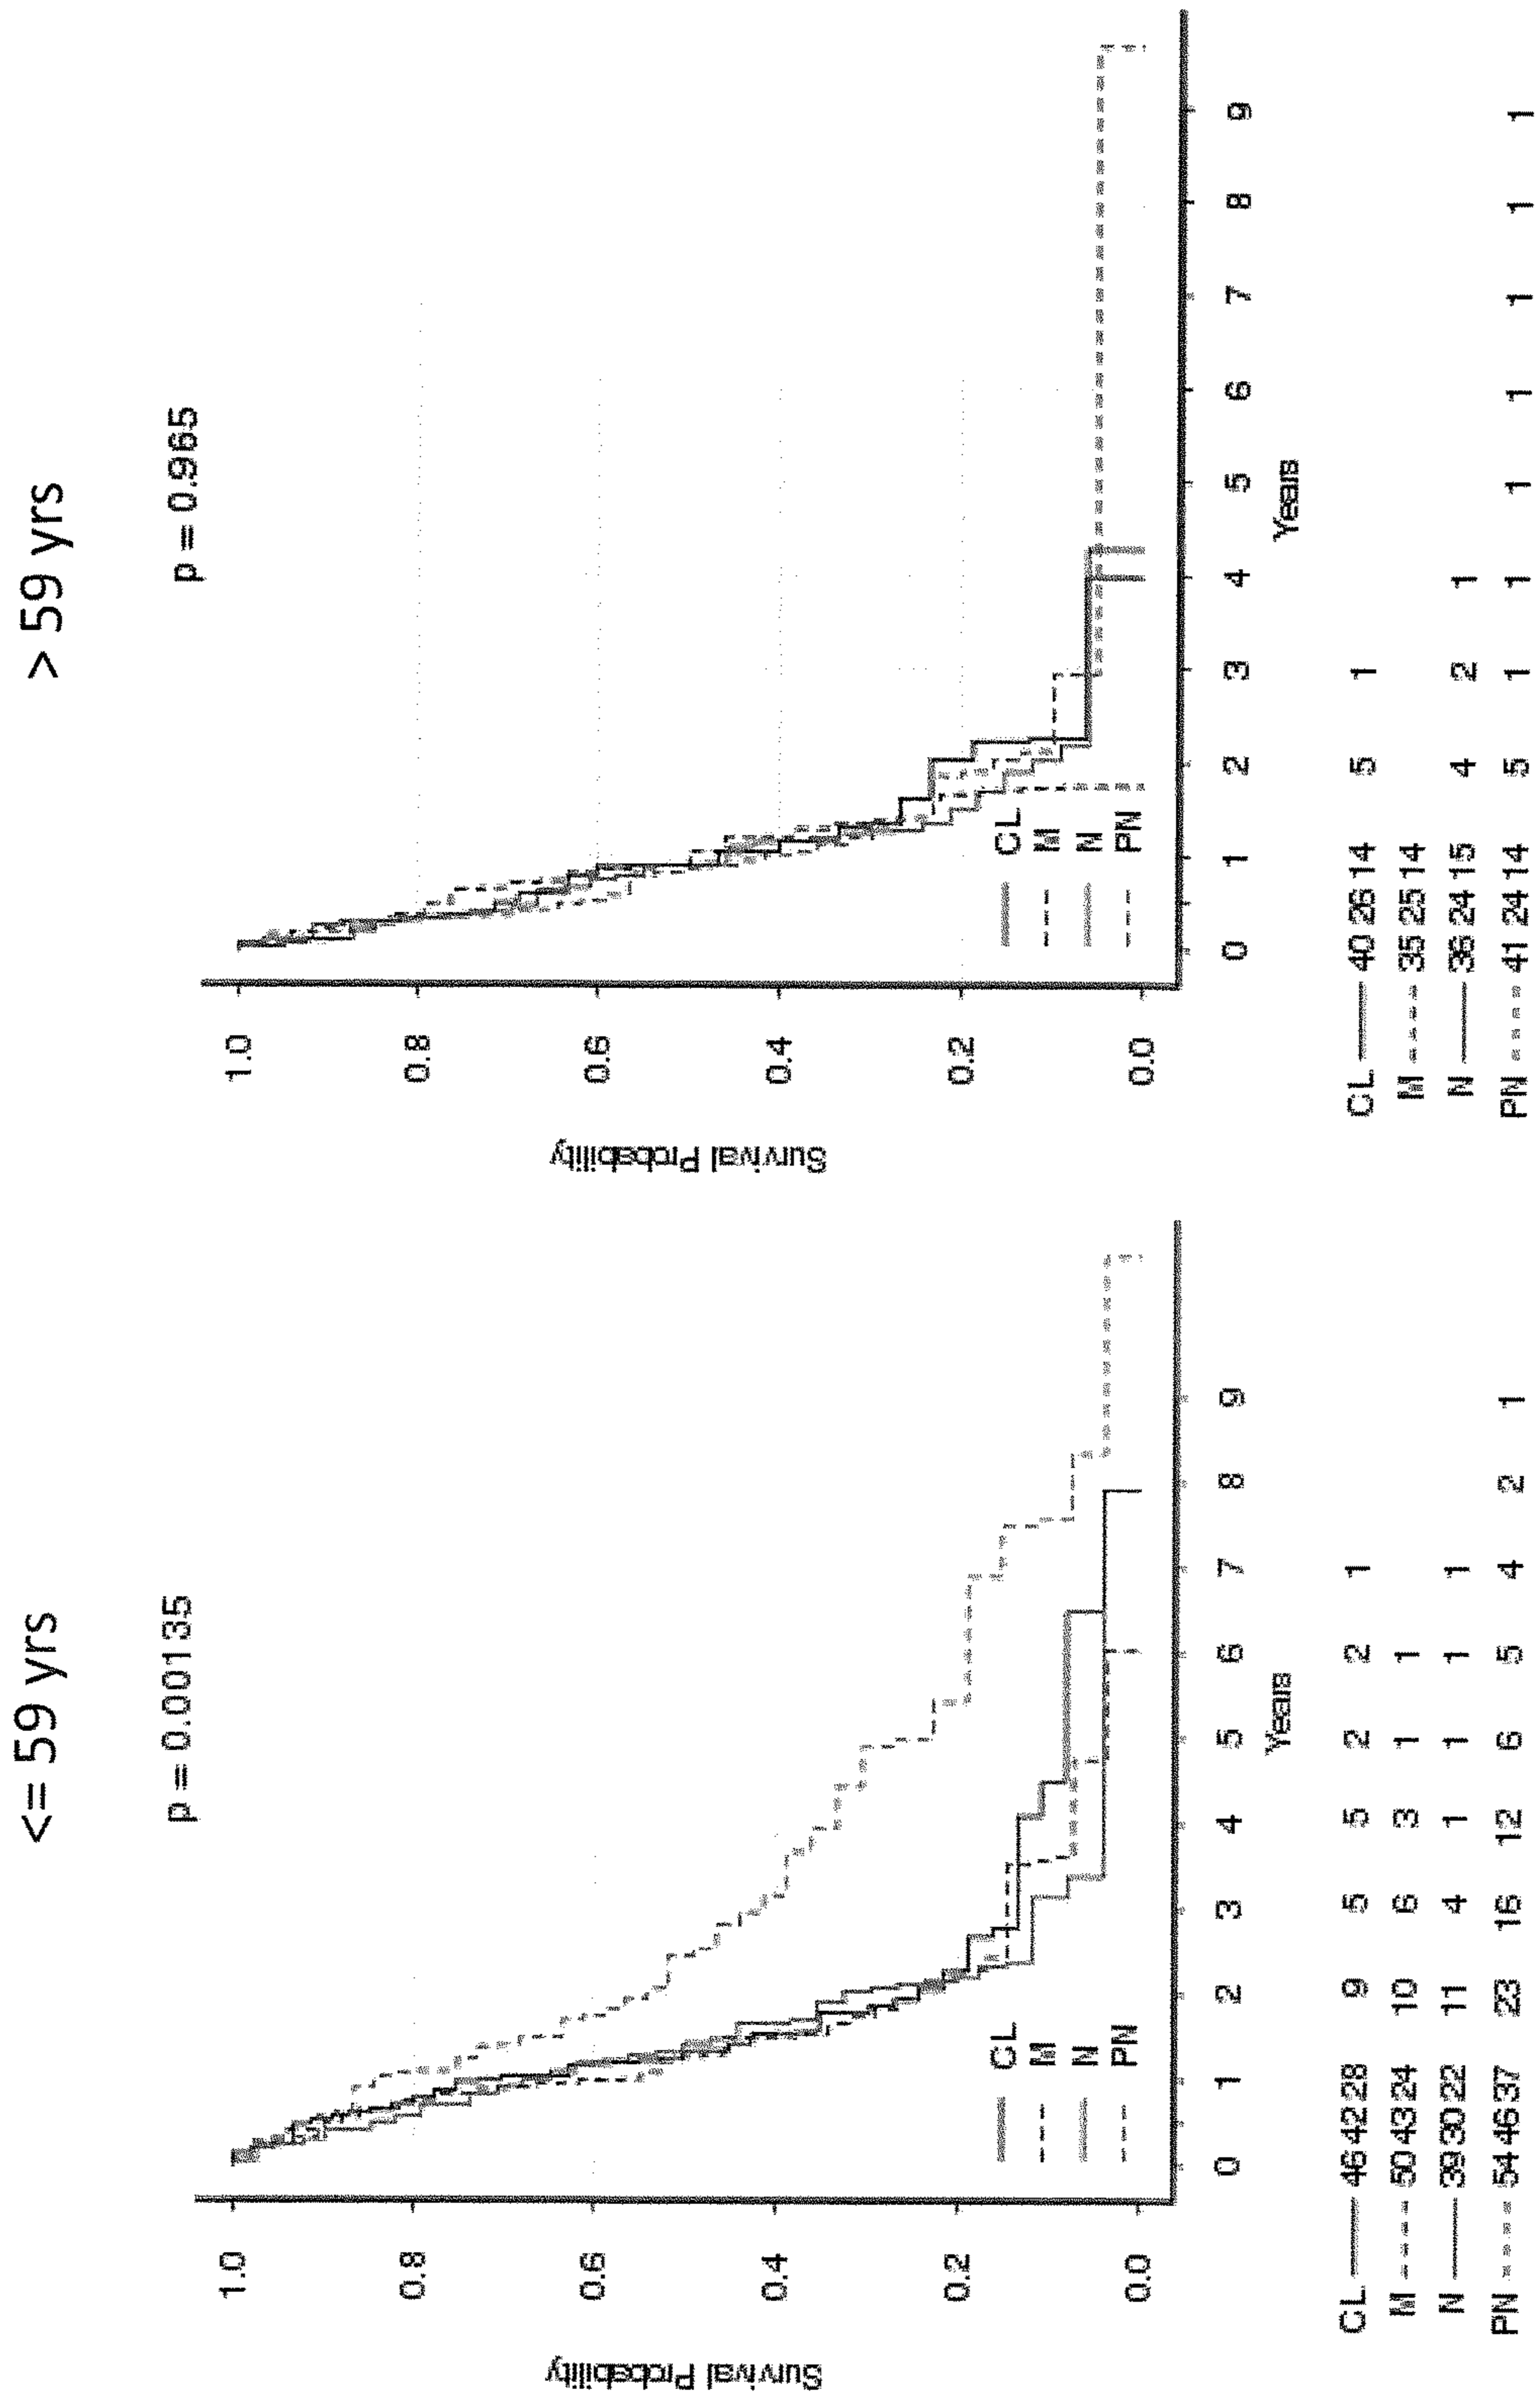 <= 59 yrs
p = 0.00135
Survival Probability
1.0
0.8
0.6
0.4
0.2
0.0
CL
M
N
PN
0 1 2 3 4 5 6 7 8 9
Years
CL 46 42 28 9 5 5 2 2 1
M 50 43 24 10 6 3 1 1
N 39 30 22 11 4 1 1 1 1
PN 54 46 37 23 16 12 6 5 4 2 1
> 59 yrs
p = 0.965
Survival Probability
1.0
0.8
0.6
0.4
0.2
0.0
CL
M
N
PN
0 1 2 3 4 5 6 7 8 9
Years
CL 40 26 14 5 1
M 35 25 14
N 36 24 15 4 2 1
PN 41 24 14 5 1 1 1 1 1 1 1